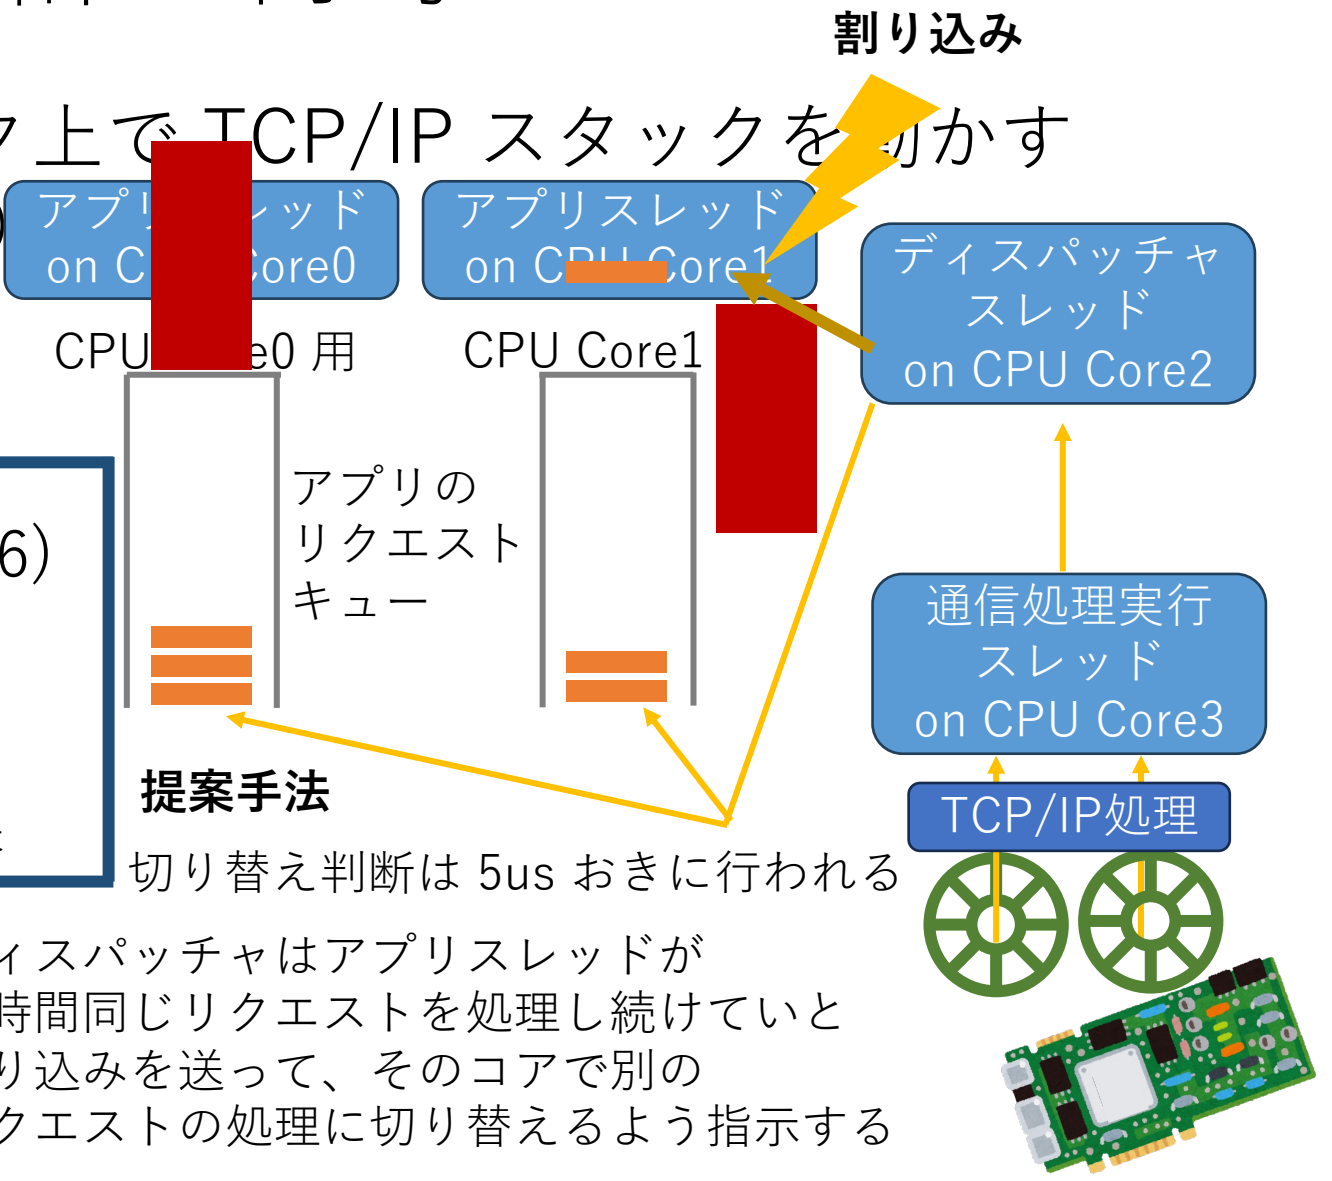 割り込み
ク上で TCP/IP スタックを動かす
アプリスレッド
on CPU Core0
アプリスレッド
on CPU Core1
ディスパッチャ
スレッド
on CPU Core2
CPU Core0 用
CPU Core1
アプリの
リクエスト
キュー
6)
通信処理実行
スレッド
on CPU Core3
TCP/IP処理
提案手法
切り替え判断は 5us おきに行われる
ィスパッチャはアプリスレッドが
時間同じリクエストを処理し続けていと
り込みを送って、そのコアで別の
クエストの処理に切り替えるよう指示する